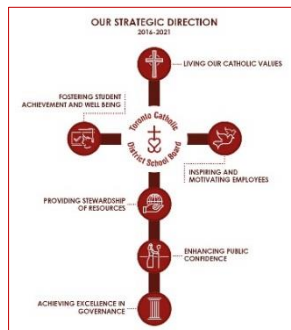 OUR STRATEGIC DIRECTION
2016-2021
LIVING OUR CATHOLIC VALUES
FOSTERING STUDENT
ACHIEVEMENT AND WELL BEING
Toronto Catholic
District School Board
INSPIRING AND
MOTIVATING EMPLOYEES
PROVIDING STEWARDSHIP
OF RESOURCES
ENHANCING PUBLIC
CONFIDENCE
ACHIEVING EXCELLENCE IN
GOVERNANCE